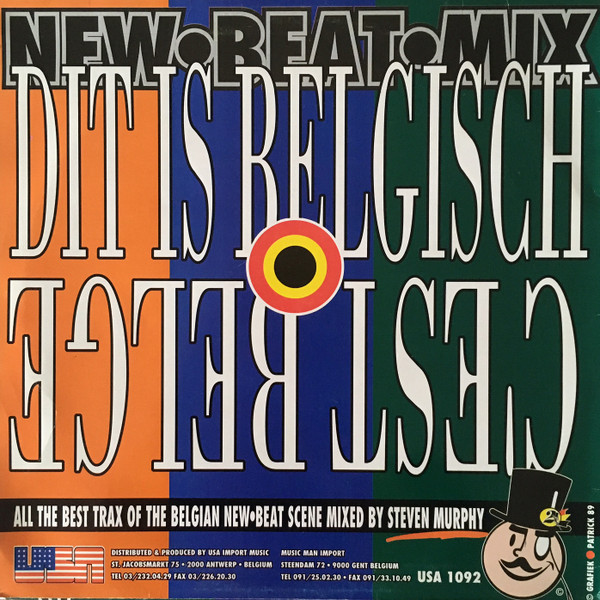 NEW•BEAT•MIX
DIT IS BELGISCH
C'EST BELGE
ALL THE BEST TRAX OF THE BELGIAN NEW•BEAT SCENE MIXED BY STEVEN MURPHY
USA
DISTRIBUTED & PRODUCED BY USA IMPORT MUSIC
ST. JACOBSMARKT 75 • 2000 ANTWERP • BELGIUM
TEL 03/232.04.29 FAX 03/226.20.30
MUSIC MAN IMPORT
STEENDAM 72 • 9000 GENT BELGIUM
TEL 091/25.02.30 • FAX 091/33.10.49
USA 1092
©
© GRAFIEK ● PATRICK 89